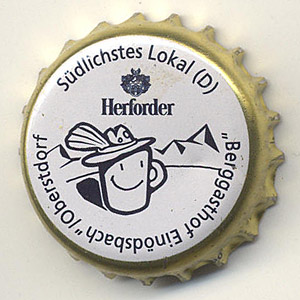 Südlichstes Lokal (D)
Herforder
„Berggasthof Einödsbach"/Oberstdorf